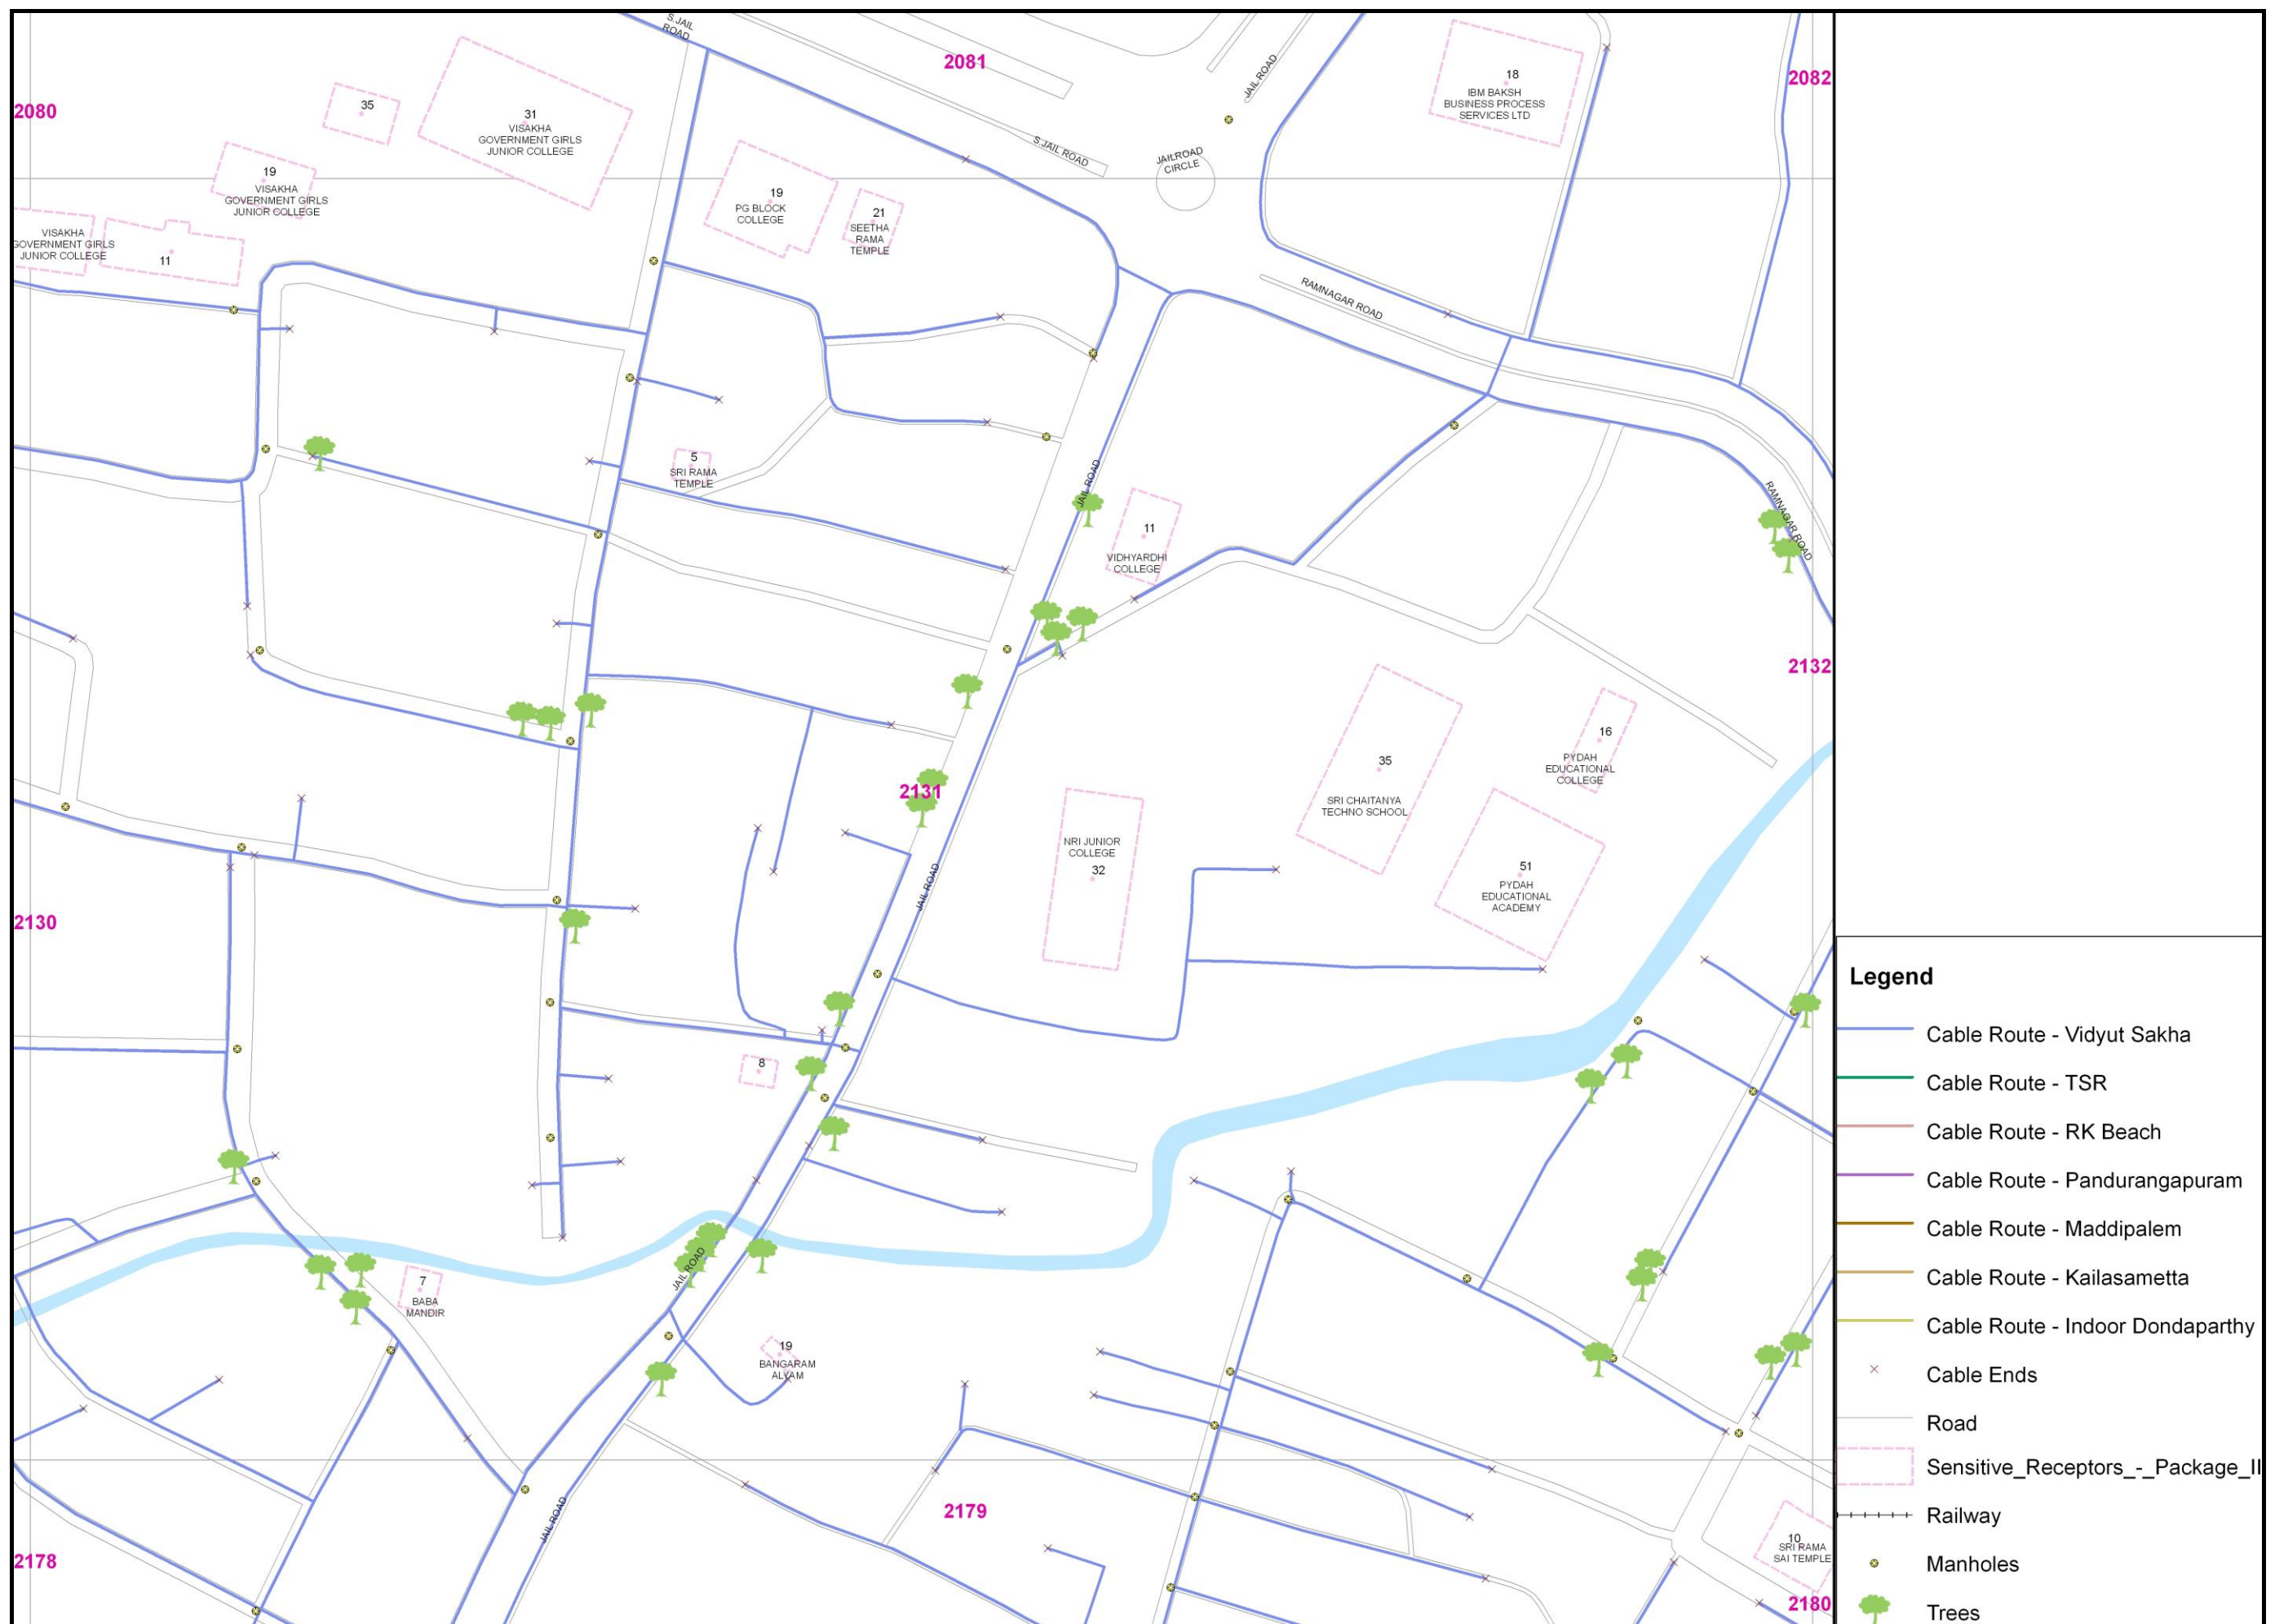 S JAIL
ROAD
2081
JAIL ROAD
18
IBM BAKSH
BUSINESS PROCESS
SERVICES LTD
2082
2080
35
31
VISAKHA
GOVERNMENT GIRLS
JUNIOR COLLEGE
S JAIL ROAD
JAILROAD
CIRCLE
19
VISAKHA
GOVERNMENT GIRLS
JUNIOR COLLEGE
19
PG BLOCK
COLLEGE
21
SEETHA
RAMA
TEMPLE
VISAKHA
GOVERNMENT GIRLS
JUNIOR COLLEGE
11
RAMNAGAR ROAD
5
SRI RAMA
TEMPLE
JAIL ROAD
11
VIDHYARDHI
COLLEGE
RAMNAGAR ROAD
2132
16
PYDAH
EDUCATIONAL
COLLEGE
35
SRI CHAITANYA
TECHNO SCHOOL
2131
NRI JUNIOR
COLLEGE
32
51
PYDAH
EDUCATIONAL
ACADEMY
JAIL ROAD
2130
8
JAIL ROAD
7
BABA
MANDIR
19
BANGARAM
ALYAM
JAIL ROAD
2179
2178
10
SRI RAMA
SAI TEMPLE
2180
Legend
Cable Route - Vidyut Sakha
Cable Route - TSR
Cable Route - RK Beach
Cable Route - Pandurangapuram
Cable Route - Maddipalem
Cable Route - Kailasametta
Cable Route - Indoor Dondaparthy
Cable Ends
Road
Sensitive_Receptors_-_Package_II
Railway
Manholes
Trees